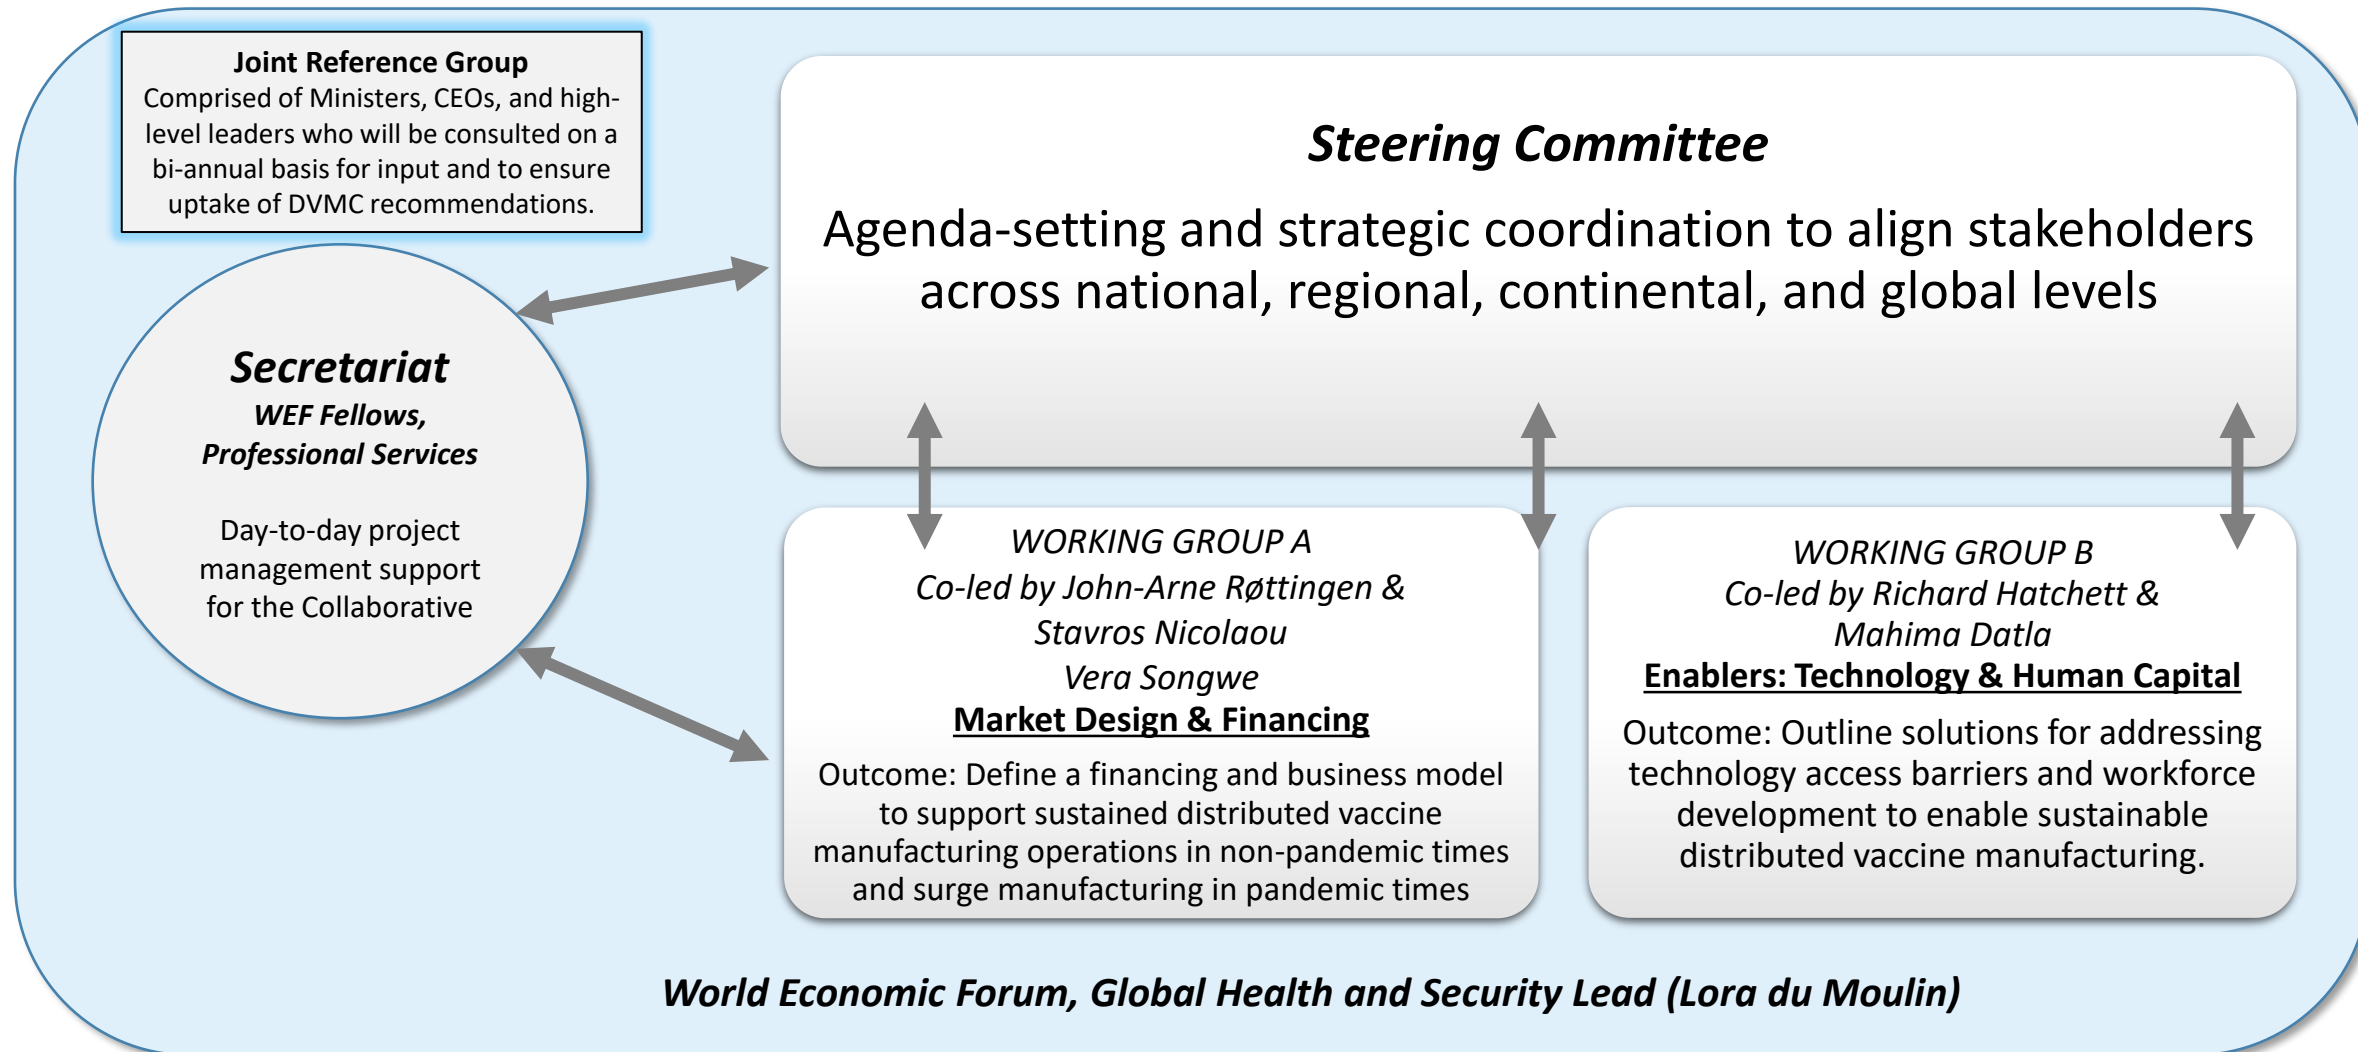 Joint Reference Group
Comprised of Ministers, CEOs, and high-
level leaders who will be consulted on a
bi-annual basis for input and to ensure
uptake of DVMC recommendations.
Steering Committee
Agenda-setting and strategic coordination to align stakeholders
across national, regional, continental, and global levels
Secretariat
WEF Fellows,
Professional Services
Day-to-day project
management support
for the Collaborative
WORKING GROUP A
Co-led by John-Arne Røttingen &
Stavros Nicolaou
Vera Songwe
Market Design & Financing
Outcome: Define a financing and business model
to support sustained distributed vaccine
manufacturing operations in non-pandemic times
and surge manufacturing in pandemic times
WORKING GROUP B
Co-led by Richard Hatchett &
Mahima Datla
Enablers: Technology & Human Capital
Outcome: Outline solutions for addressing
technology access barriers and workforce
development to enable sustainable
distributed vaccine manufacturing.
World Economic Forum, Global Health and Security Lead (Lora du Moulin)